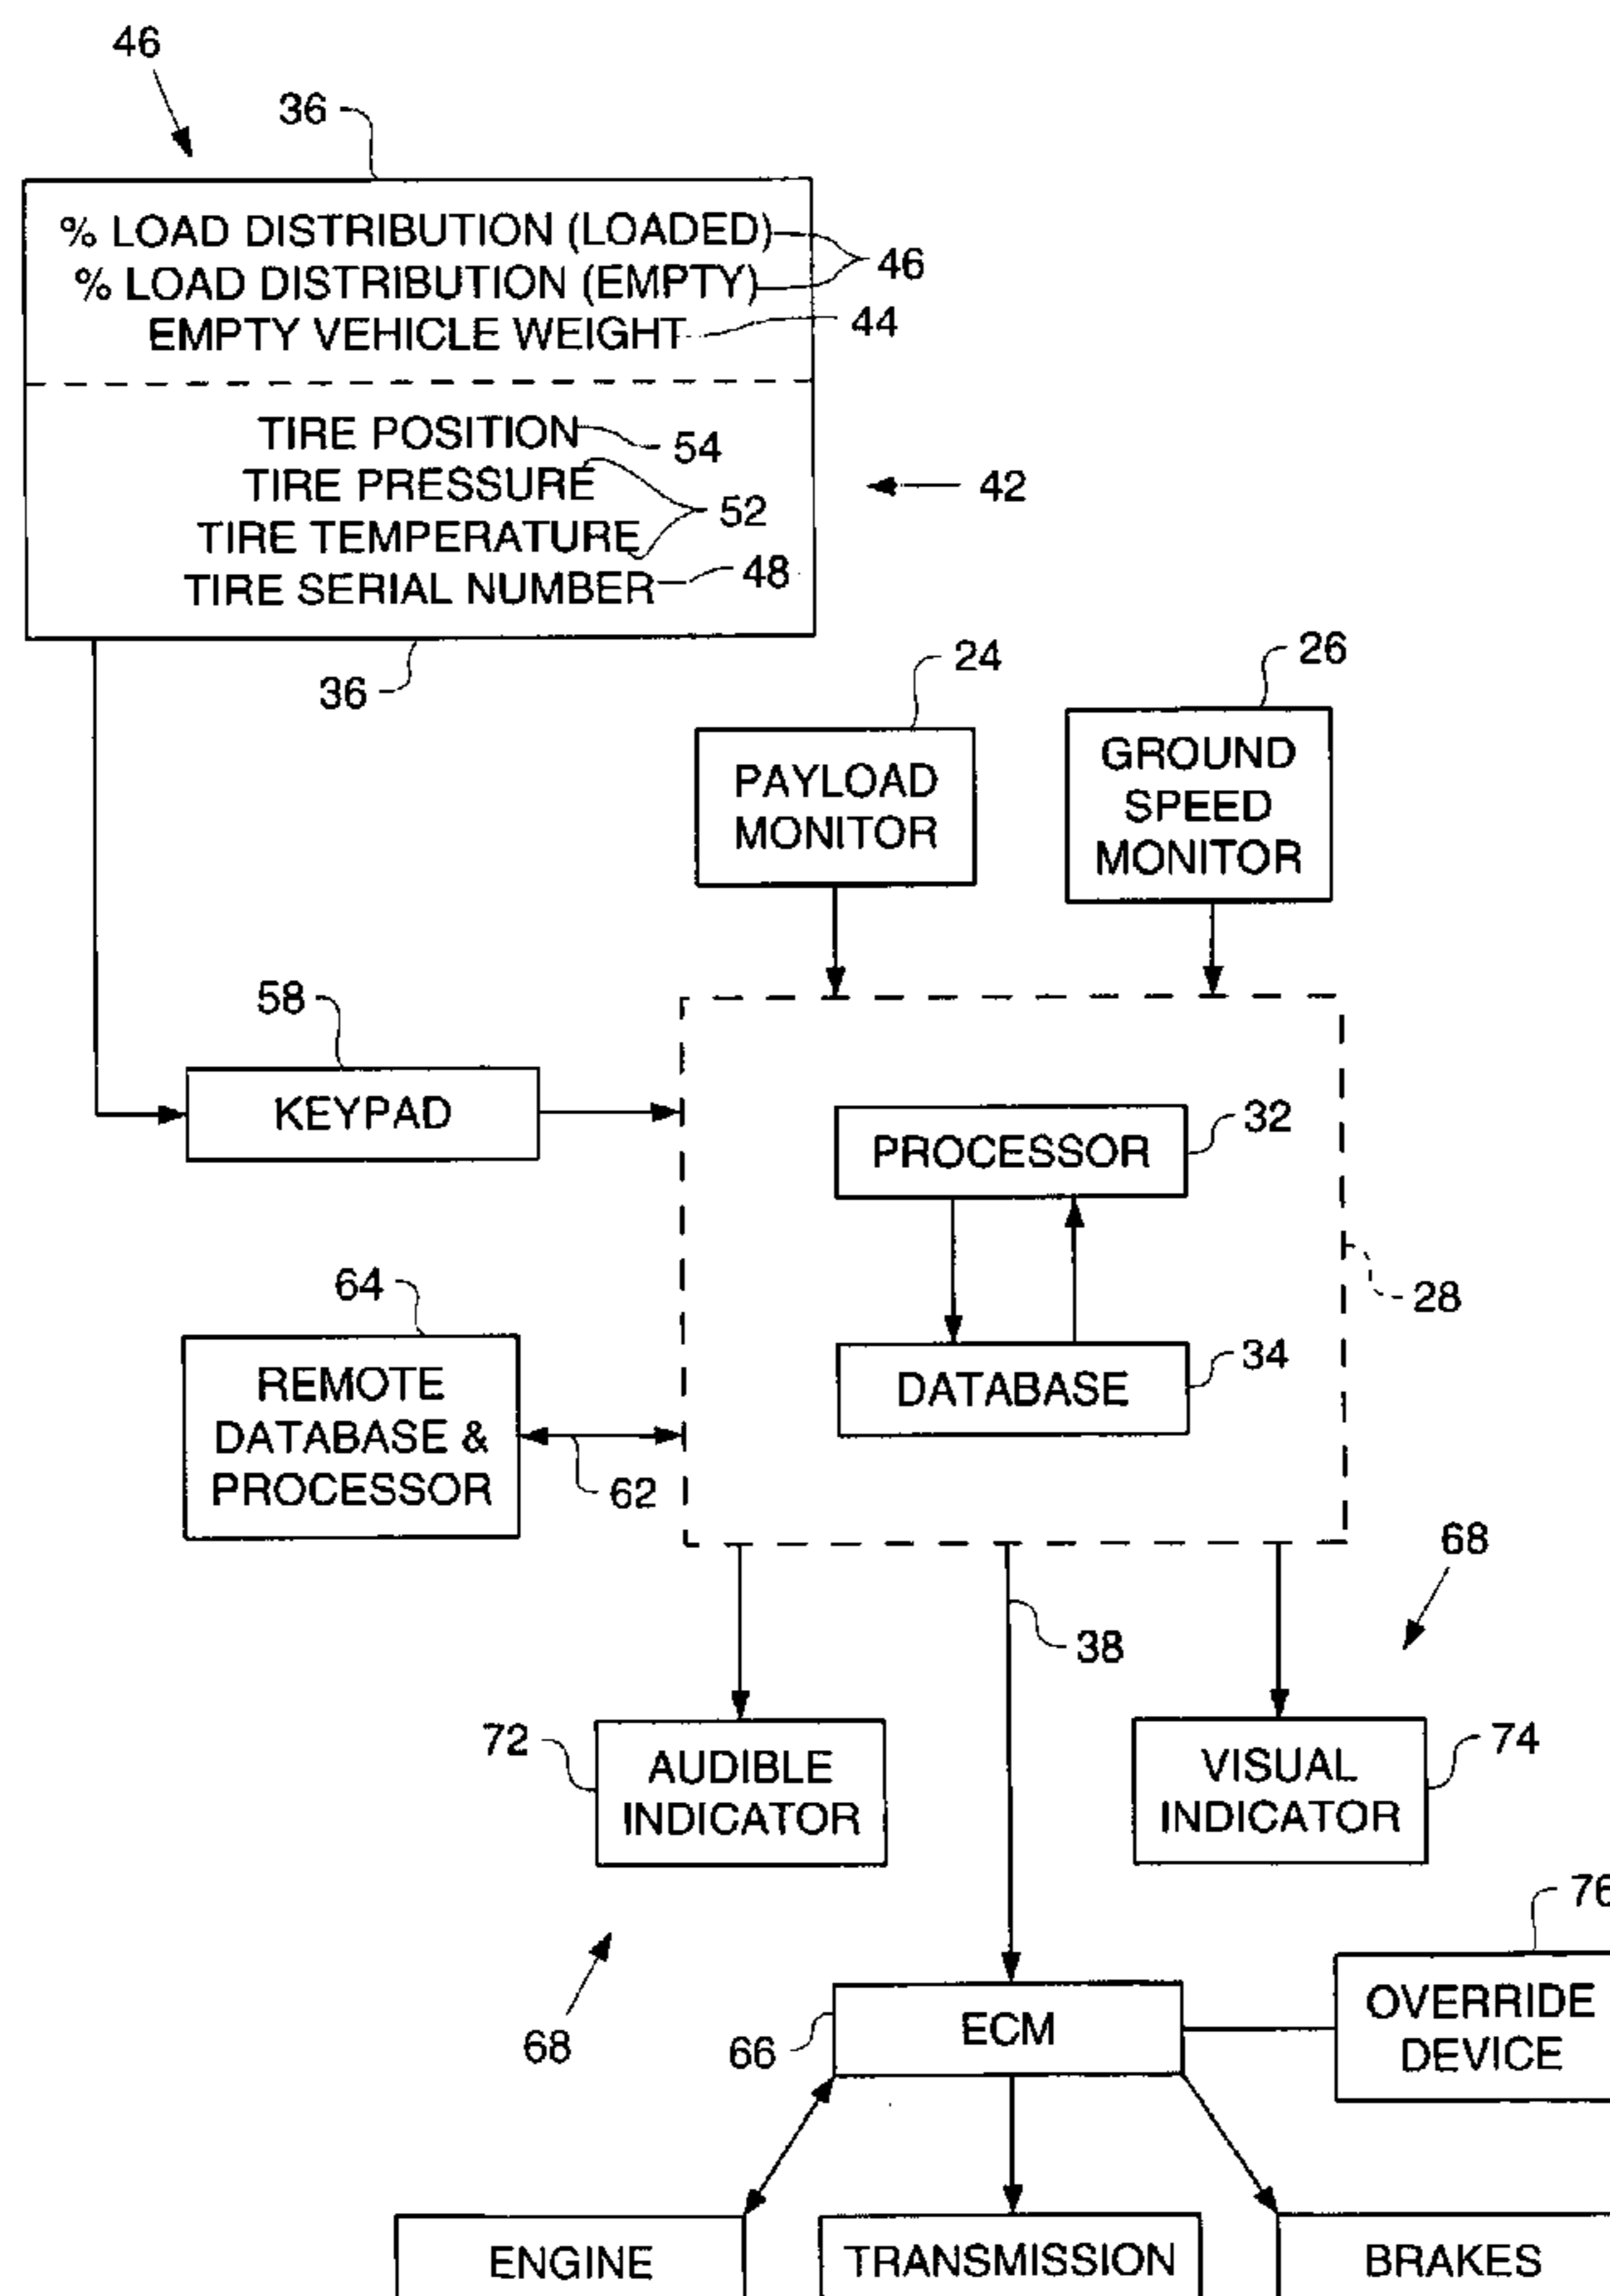 46
36
% LOAD DISTRIBUTION (LOADED)
% LOAD DISTRIBUTION (EMPTY)
46
EMPTY VEHICLE WEIGHT
44
TIRE POSITION
54
TIRE PRESSURE
42
52
TIRE TEMPERATURE
TIRE SERIAL NUMBER
48
36
24
26
PAYLOAD
MONITOR
GROUND
SPEED
MONITOR
58
KEYPAD
PROCESSOR
32
28
64
REMOTE
DATABASE &
PROCESSOR
62
DATABASE
34
68
38
72
AUDIBLE
INDICATOR
VISUAL
INDICATOR
74
76
68
66
ECM
OVERRIDE
DEVICE
ENGINE
TRANSMISSION
BRAKES